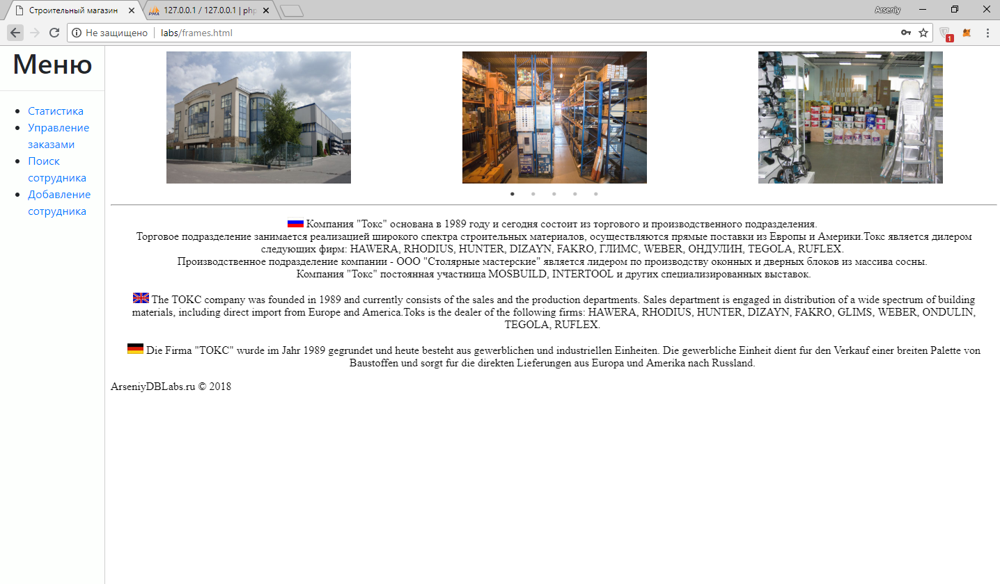 Строительный магазин
127.0.0.1 / 127.0.0.1 | php
Arseniy
Не защищено
labs/frames.html
1
Меню
Статистика
Управление
заказами
Поиск
сотрудника
Добавление
сотрудника
Компания "Токс" основана в 1989 году и сегодня состоит из торгового и производственного подразделения.
Торговое подразделение занимается реализацией широкого спектра строительных материалов, осуществляются прямые поставки из Европы и Америки.Токс является дилером
следующих фирм: HAWERA, RHODIUS, HUNTER, DIZAYN, FAKRO, ГЛИМС, WEBER, ОНДУЛИН, TEGOLA, RUFLEX.
Производственное подразделение компании - ООО "Столярные мастерские" является лидером по производству оконных и дверных блоков из массива сосны.
Компания "Токс" постоянная участница MOSBUILD, INTERTOOL и других специализированных выставок.
The TOKC company was founded in 1989 and currently consists of the sales and the production departments. Sales department is engaged in distribution of a wide spectrum of building
materials, including direct import from Europe and America.Toks is the dealer of the following firms: HAWERA, RHODIUS, HUNTER, DIZAYN, FAKRO, GLIMS, WEBER, ONDULIN,
TEGOLA, RUFLEX.
Die Firma "TOKC" wurde im Jahr 1989 gegrundet und heute besteht aus gewerblichen und industriellen Einheiten. Die gewerbliche Einheit dient fur den Verkauf einer breiten Palette von
Baustoffen und sorgt fur die direkten Lieferungen aus Europa und Amerika nach Russland.
ArseniyDBLabs.ru © 2018